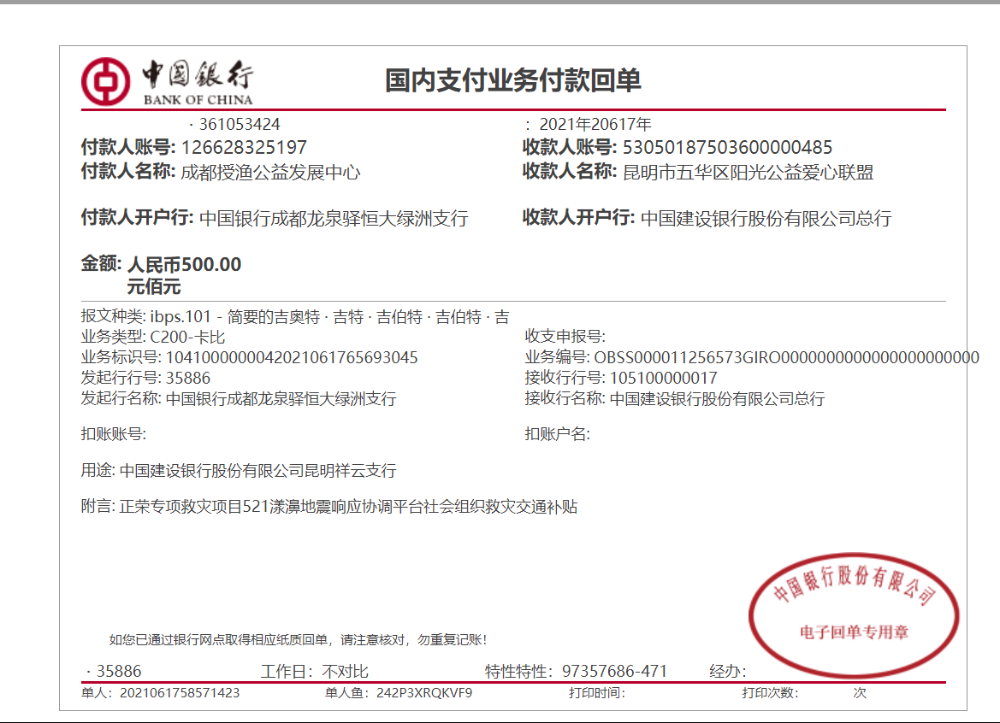 中国银行
BANK OF CHINA
国内支付业务付款回单
· 361053424
: 2021年20617年
付款人账号: 126628325197
收款人账号: 53050187503600000485
付款人名称: 成都授渔公益发展中心
收款人名称: 昆明市五华区阳光公益爱心联盟
付款人开户行: 中国银行成都龙泉驿恒大绿洲支行
收款人开户行: 中国建设银行股份有限公司总行
金额: 人民币500.00
元佰元
报文种类: ibps.101 - 简要的吉奥特 · 吉特 · 吉伯特 · 吉伯特 · 吉
业务类型: C200-卡比
收支申报号:
业务标识号: 1041000000042021061765693045
业务编号: OBSS000011256573GIRO0000000000000000000000
发起行行号: 35886
接收行行号: 105100000017
发起行名称: 中国银行成都龙泉驿恒大绿洲支行
接收行名称: 中国建设银行股份有限公司总行
扣账账号:
扣账户名:
用途: 中国建设银行股份有限公司昆明祥云支行
附言: 正荣专项救灾项目521漾濞地震响应协调平台社会组织救灾交通补贴
中国银行股份有限公司
电子回单专用章
如您已通过银行网点取得相应纸质回单，请注意核对，勿重复记账！
· 35886
工作日：不对比
特性特性：97357686-471
经办：
单人：2021061758571423
单人鱼：242P3XRQKVF9
打印时间：
打印次数：
次